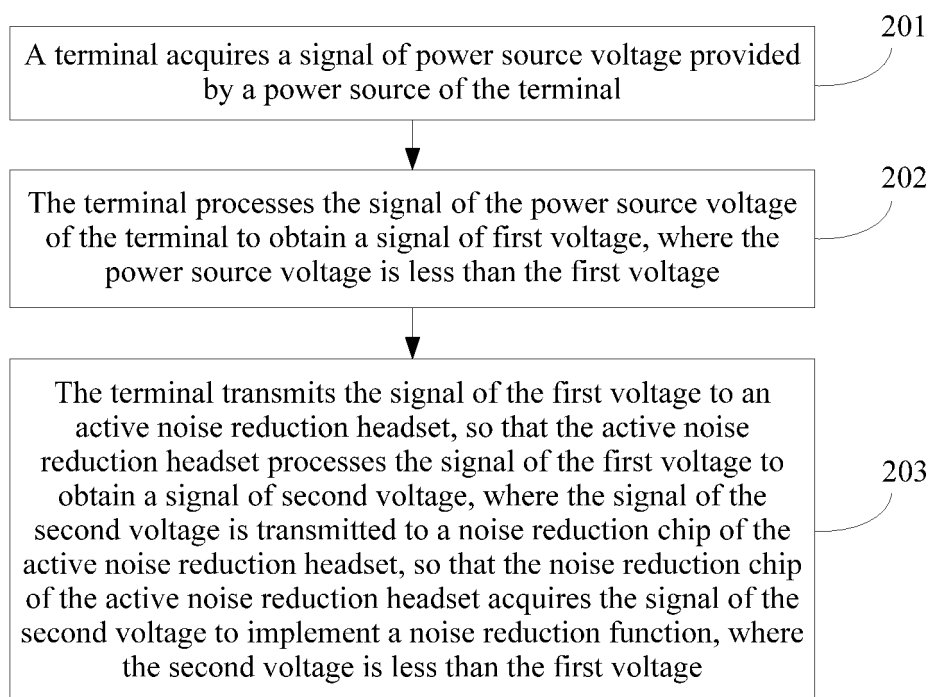 201
A terminal acquires a signal of power source voltage provided
by a power source of the terminal
202
The terminal processes the signal of the power source voltage
of the terminal to obtain a signal of first voltage, where the
power source voltage is less than the first voltage
The terminal transmits the signal of the first voltage to an
active noise reduction headset, so that the active noise
reduction headset processes the signal of the first voltage to
obtain a signal of second voltage, where the signal of the
203
second voltage is transmitted to a noise reduction chip of the
active noise reduction headset, so that the noise reduction chip
of the active noise reduction headset acquires the signal of the
second voltage to implement a noise reduction function, where
the second voltage is less than the first voltage